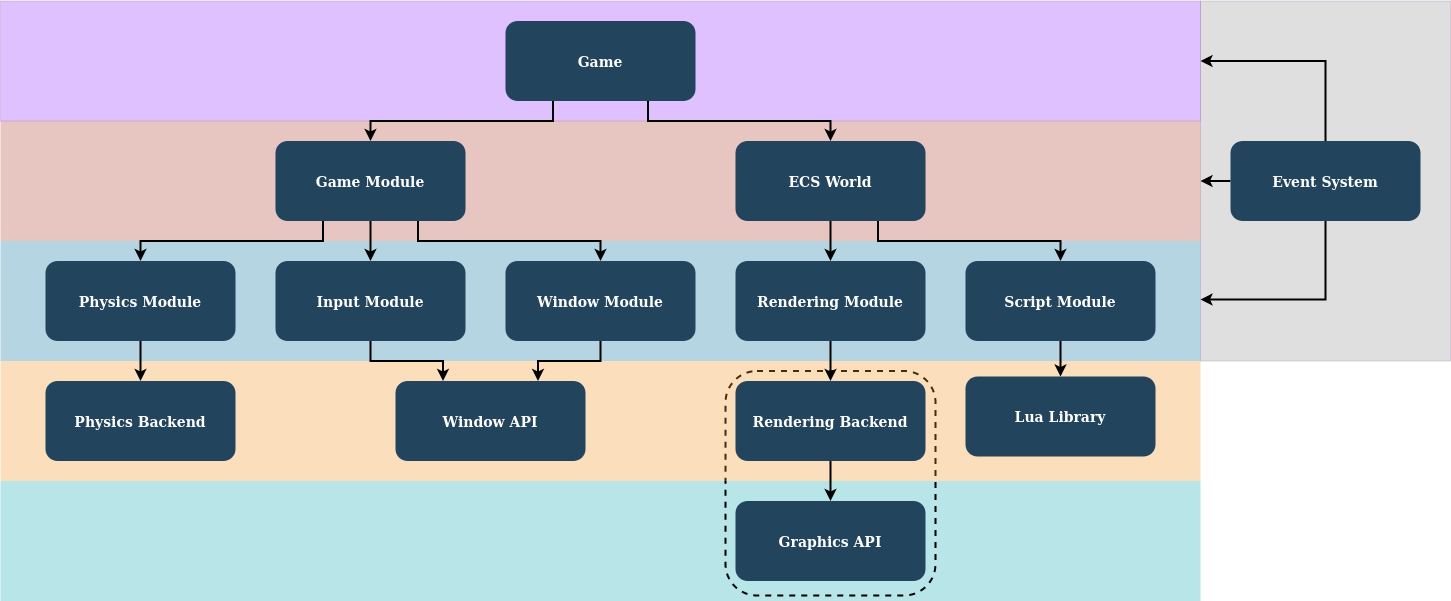 Game
Game Module
ECS World
Event System
Physics Module
Input Module
Window Module
Rendering Module
Script Module
Physics Backend
Window API
Rendering Backend
Lua Library
Graphics API